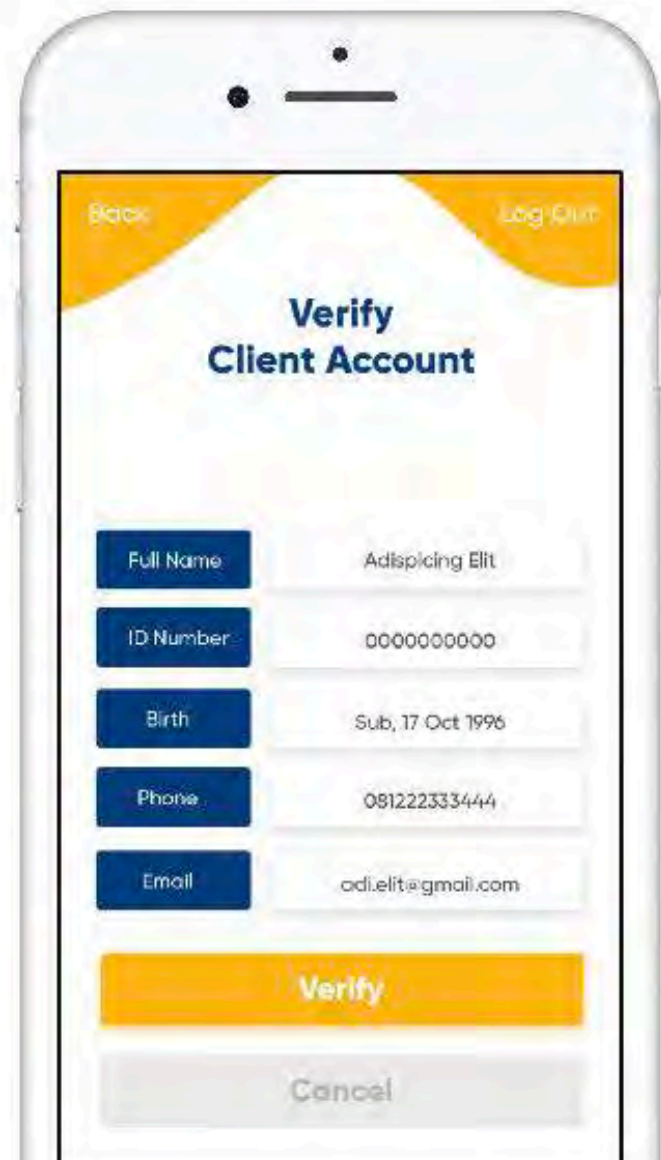 Back
Log Out
Verify
Client Account
Full Name
Adispicing Elit
ID Number
0000000000
Birth
Sub, 17 Oct 1996
Phone
081222333444
Email
adi.elit@gmail.com
Verify
Cancel